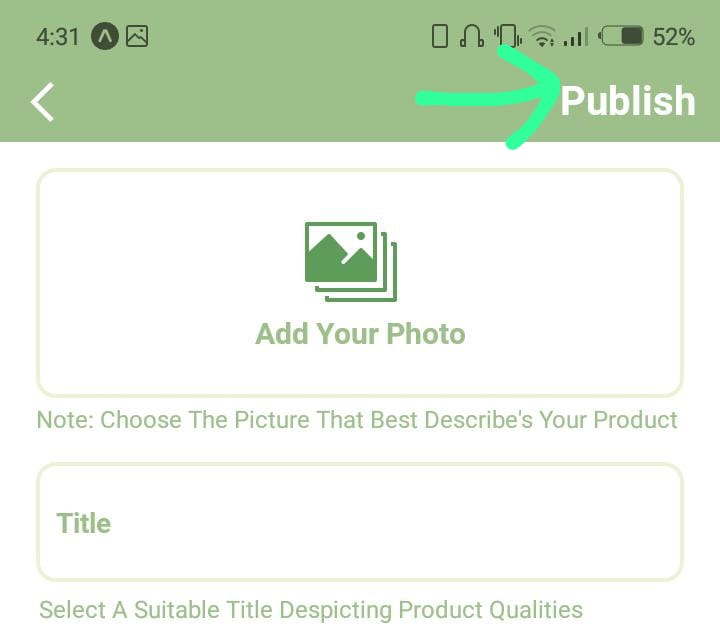 4:31
52%
Publish
Add Your Photo
Note: Choose The Picture That Best Describe's Your Product
Title
Select A Suitable Title Despicting Product Qualities